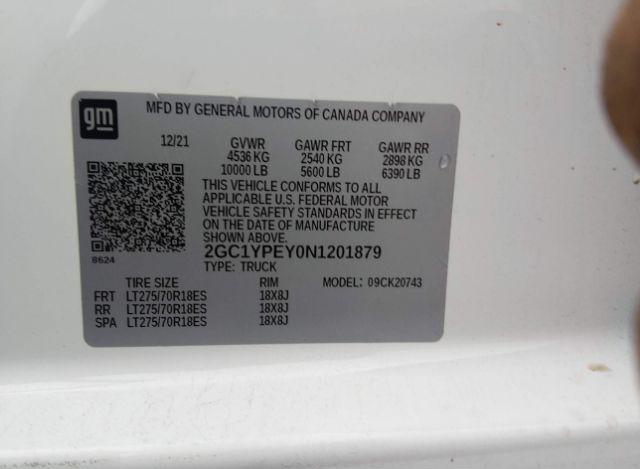 gm
MFD BY GENERAL MOTORS OF CANADA COMPANY
12/21 GVWR GAWR FRT GAWR RR
4536 KG 2540 KG 2898 KG
10000 LB 5600 LB 6390 LB
THIS VEHICLE CONFORMS TO ALL
APPLICABLE U.S. FEDERAL MOTOR
VEHICLE SAFETY STANDARDS IN EFFECT
ON THE DATE OF MANUFACTURE
SHOWN ABOVE.
8624 2GC1YPEY0N1201879
TYPE: TRUCK
TIRE SIZE RIM MODEL: 09CK20743
FRT LT275/70R18ES 18X8J
RR LT275/70R18ES 18X8J
SPA LT275/70R18ES 18X8J